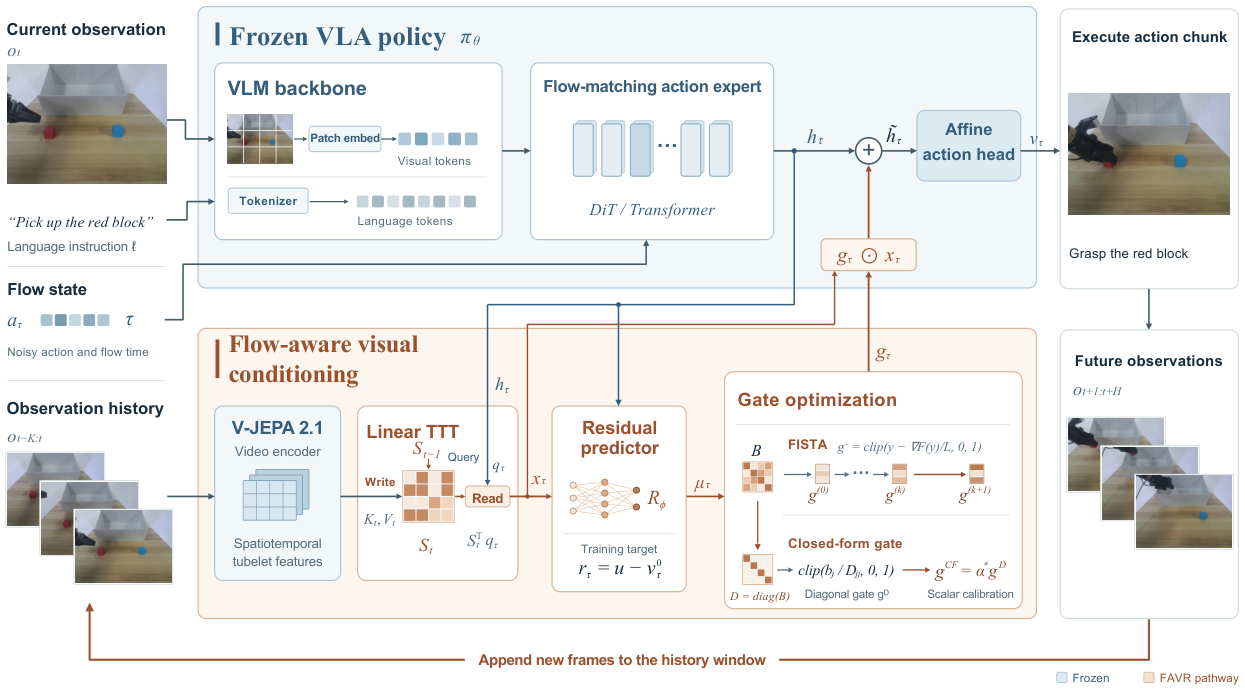 Current observation
o_t
“Pick up the red block”
Language instruction ℓ
Flow state
a_τ τ
Noisy action and flow time
Observation history
o_{t−K:t}
Frozen VLA policy π_θ
VLM backbone
Patch embed
Visual tokens
Tokenizer
Language tokens
Flow-matching action expert
...
DiT / Transformer
h_τ
+
h̃_τ
Affine
action head
v_τ
g_τ ⊙ x_τ
Execute action chunk
Grasp the red block
Flow-aware visual
conditioning
V-JEPA 2.1
Video encoder
Spatiotemporal
tubelet features
h_τ
Linear TTT
S_{t−1}
Query
q_τ
Write
K_t, V_t
Read
S_t
S_t^T q_τ
x_τ
Residual
predictor
R_ϕ
Training target
r_τ = u − v_τ^0
μ_τ
g_τ
Gate optimization
B
FISTA g⁺ = clip(y − ∇F(y)/L, 0, 1)
...
g^{(0)} g^{(k)} g^{(k+1)}
Closed-form gate
clip(b_j / D_{jj}, 0, 1)
g^{CF} = α^* g^D
D = diag(B)
Diagonal gate g^D
Scalar calibration
Future observations
o_{t+1:t+H}
Append new frames to the history window
Frozen
FAVR pathway